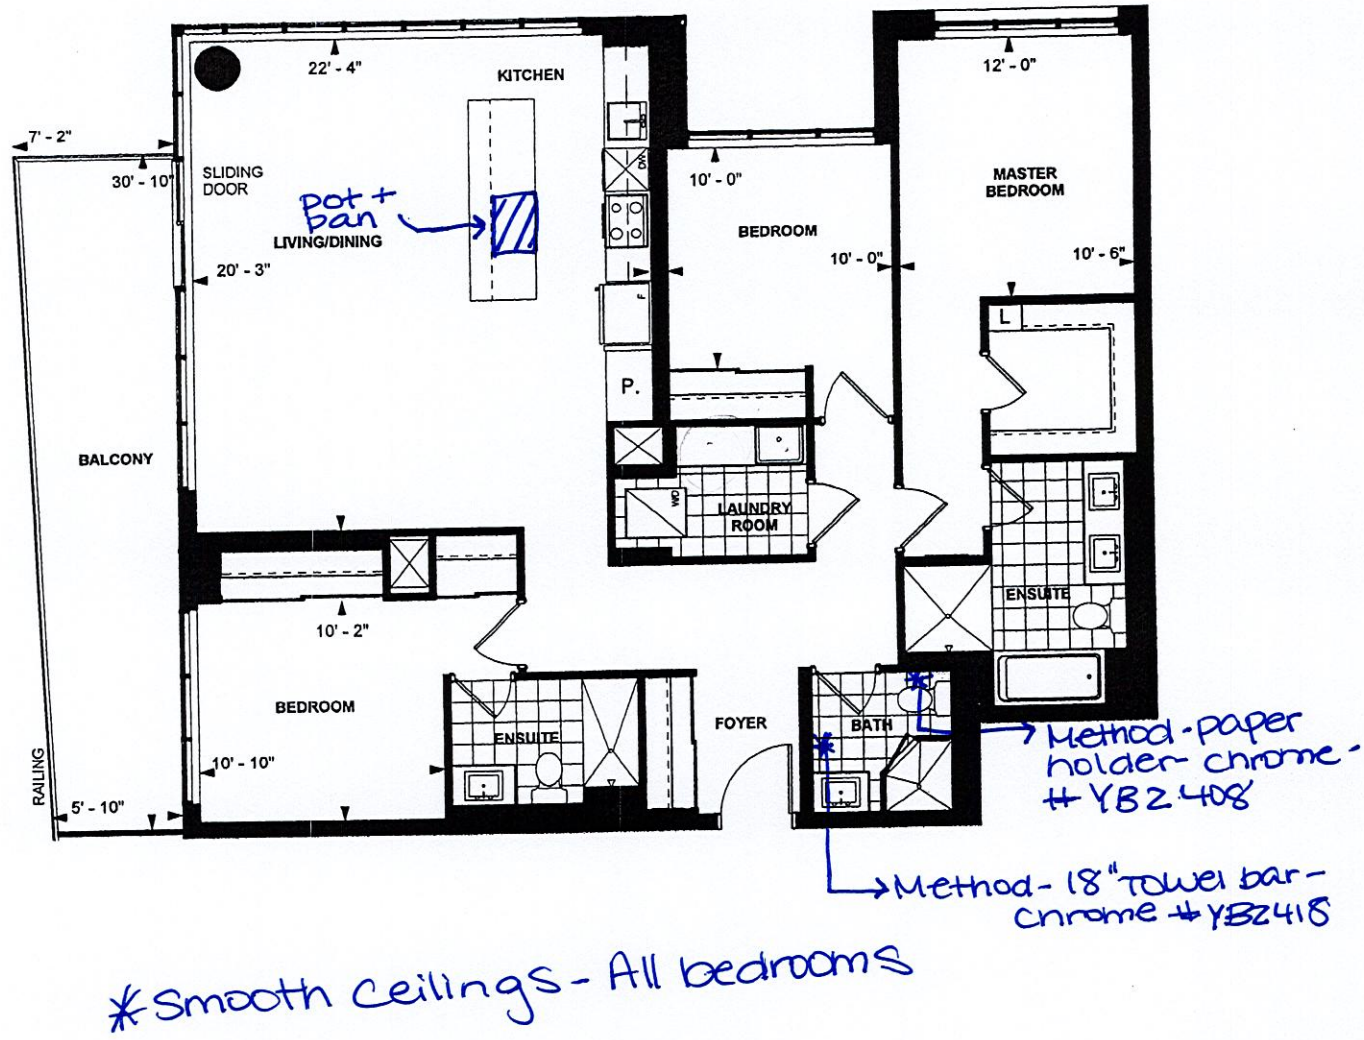 22' - 4"
KITCHEN
12' - 0"
7' - 2"
30' - 10"
SLIDING
DOOR
DW
10' - 0"
MASTER
BEDROOM
pot +
pan
LIVING/DINING
BEDROOM
20' - 3"
10' - 0"
10' - 6"
F
L
P.
BALCONY
WD
LAUNDRY
ROOM
ENSUITE
10' - 2"
BEDROOM
FOYER
BATH
ENSUITE
Method - paper
holder - chrome -
# YB2408
10' - 10"
RAILING
5' - 10"
Method - 18" Towel bar -
chrome # YB2418
*Smooth ceilings - All bedrooms